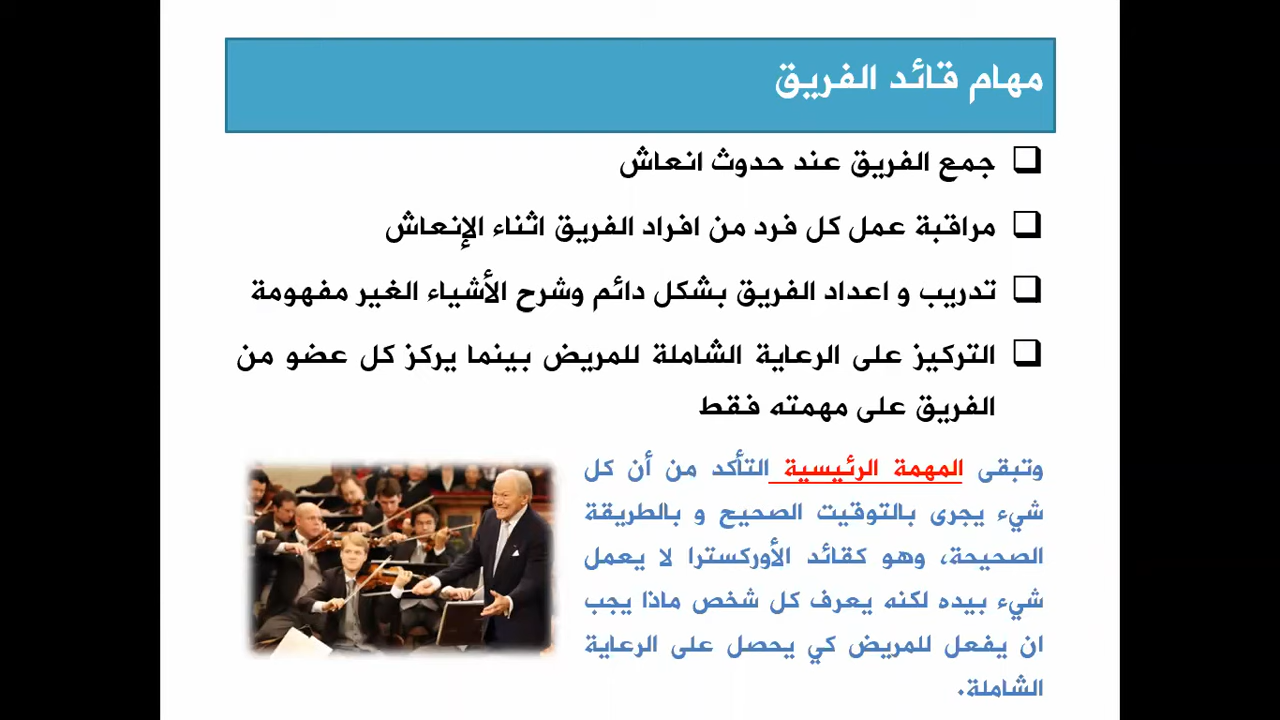 مهام قائد الفريق
جمع الفريق عند حدوث انعاش
مراقبة عمل كل فرد من افراد الفريق اثناء الإنعاش
تدريب و اعداد الفريق بشكل دائم وشرح الأشياء الغير مفهومة
التركيز على الرعاية الشاملة للمريض بينما يركز كل عضو من
الفريق على مهمته فقط
وتبقى المهمة الرئيسية التأكد من أن كل
شيء يجرى بالتوقيت الصحيح و بالطريقة
الصحيحة، وهو كقائد الأوركسترا لا يعمل
شيء بيده لكنه يعرف كل شخص ماذا يجب
ان يفعل للمريض كي يحصل على الرعاية
الشاملة.